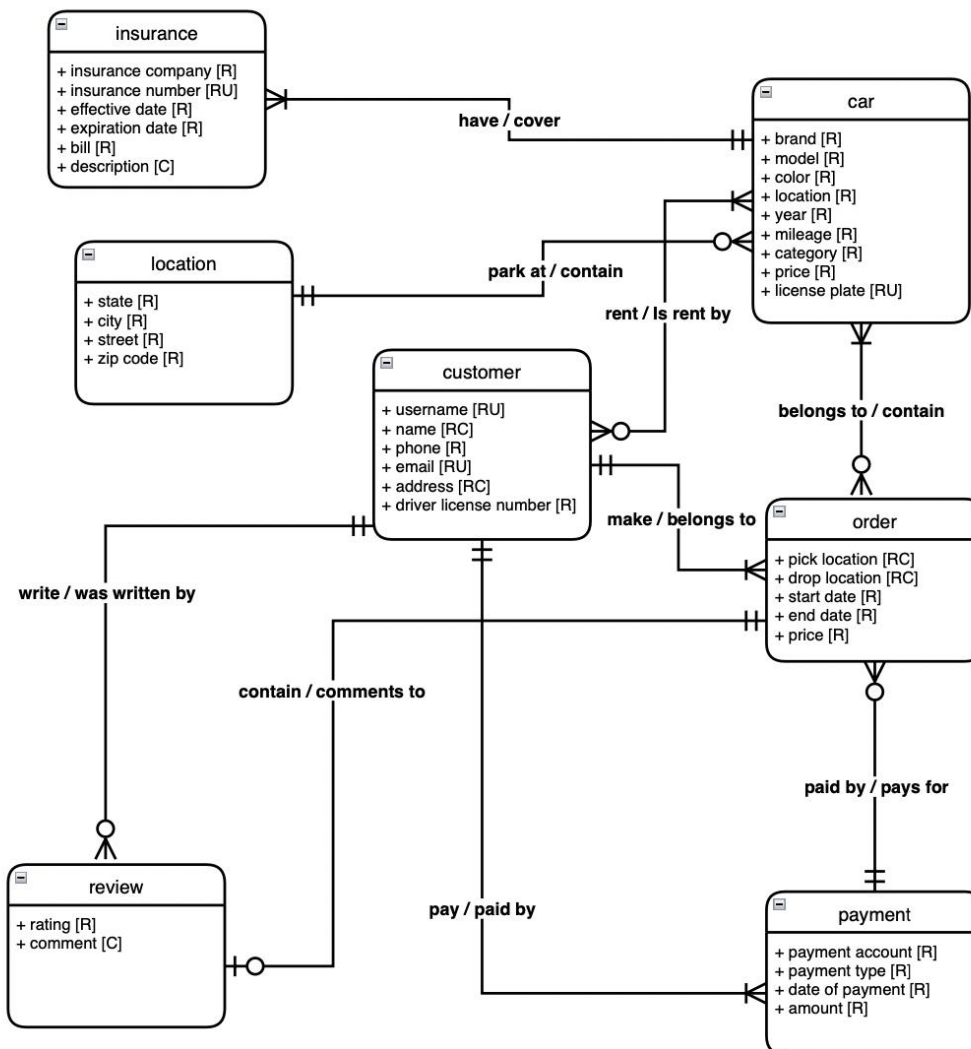 insurance
+ insurance company [R]
+ insurance number [RU]
+ effective date [R]
+ expiration date [R]
+ bill [R]
+ description [C]
have / cover
car
+ brand [R]
+ model [R]
+ color [R]
+ location [R]
+ year [R]
+ mileage [R]
+ category [R]
+ price [R]
+ license plate [RU]
location
+ state [R]
+ city [R]
+ street [R]
+ zip code [R]
park at / contain
rent / Is rent by
customer
+ username [RU]
+ name [RC]
+ phone [R]
+ email [RU]
+ address [RC]
+ driver license number [R]
belongs to / contain
make / belongs to
order
+ pick location [RC]
+ drop location [RC]
+ start date [R]
+ end date [R]
+ price [R]
write / was written by
contain / comments to
paid by / pays for
review
+ rating [R]
+ comment [C]
pay / paid by
payment
+ payment account [R]
+ payment type [R]
+ date of payment [R]
+ amount [R]